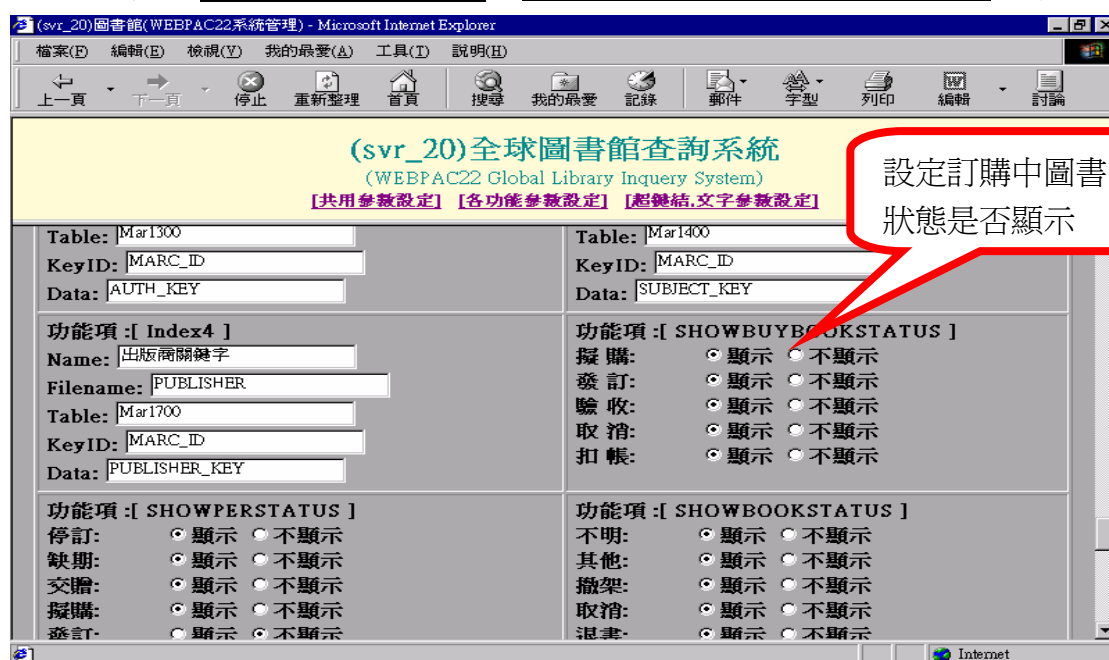 (svr_20)圖書館(WEBPAC22系統管理) - Microsoft Internet Explorer
檔案(F) 編輯(E) 檢視(V) 我的最愛(A) 工具(T) 說明(H)
上一頁 下一頁 停止 重新整理 首頁 搜尋 我的最愛 記錄 郵件 字型 列印 編輯 討論
(svr_20)全球圖書館查詢系統
(WEBPAC22 Global Library Inquery System)
[共用參數設定] [各功能參數設定] [超鍵結.文字參數設定]
設定訂購中圖書
狀態是否顯示
Table: Mar1300
KeyID: MARC_ID
Data: AUTH_KEY
Table: Mar1400
KeyID: MARC_ID
Data: SUBJECT_KEY
功能項 :[ Index4 ]
Name: 出版商關鍵字
Filename: PUBLISHER
Table: Mar1700
KeyID: MARC_ID
Data: PUBLISHER_KEY
功能項 :[ SHOWBUYBOOKSTATUS ]
擬 購: 顯示 不顯示
發 訂: 顯示 不顯示
驗 收: 顯示 不顯示
取 消: 顯示 不顯示
扣 帳: 顯示 不顯示
功能項 :[ SHOWPERSTATUS ]
停訂: 顯示 不顯示
缺期: 顯示 不顯示
交贈: 顯示 不顯示
擬購: 顯示 不顯示
發訂: 顯示 不顯示
功能項 :[ SHOWBOOKSTATUS ]
不明: 顯示 不顯示
其他: 顯示 不顯示
撤架: 顯示 不顯示
取消: 顯示 不顯示
顯示 不顯示
Internet